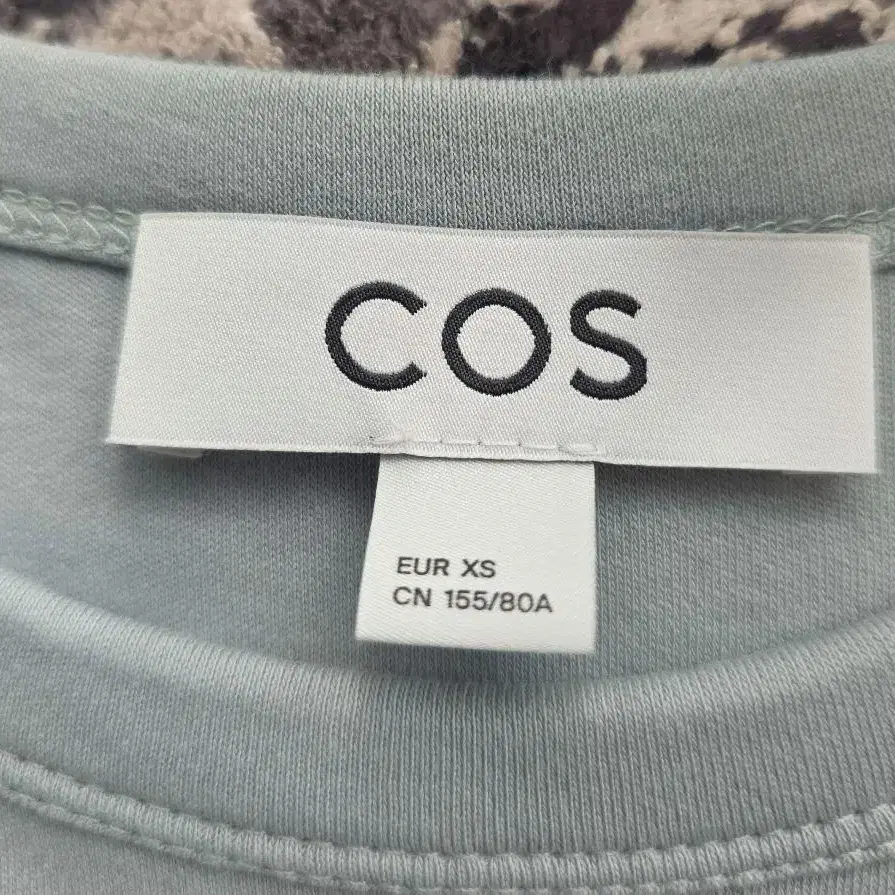 COS
EUR XS
CN 155/80A